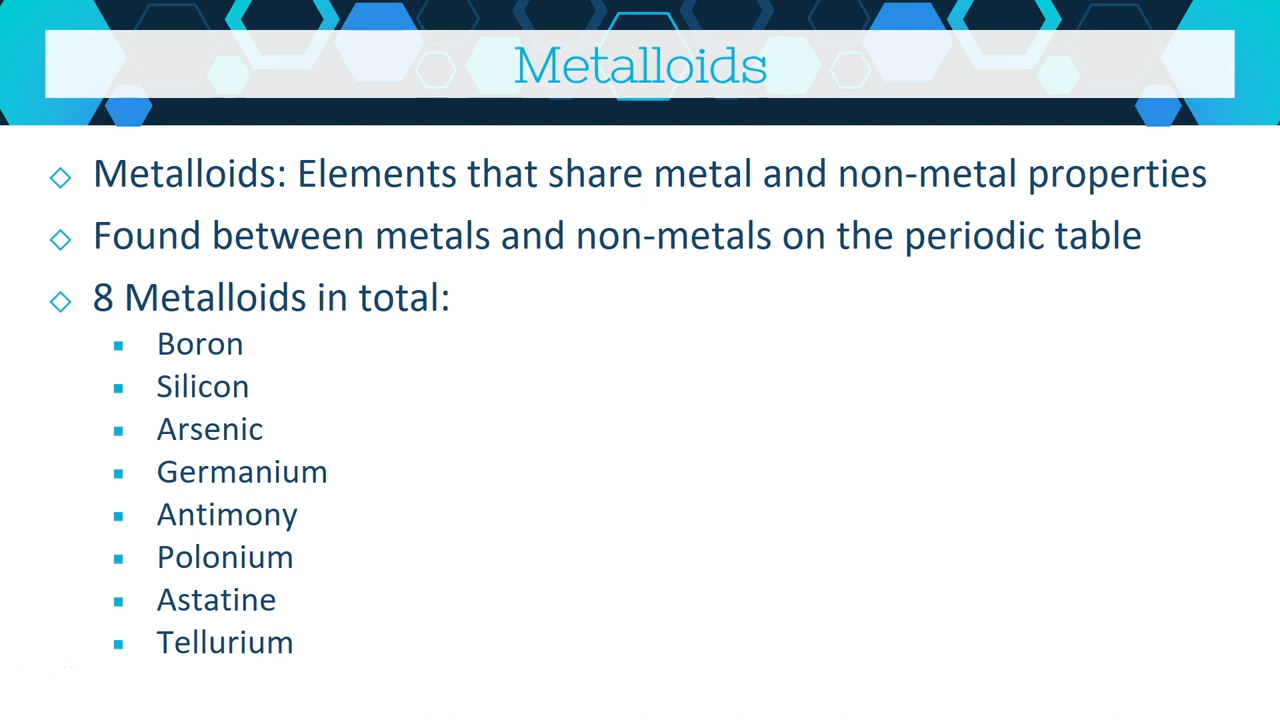 Metalloids
Metalloids: Elements that share metal and non-metal properties
Found between metals and non-metals on the periodic table
8 Metalloids in total:
Boron
Silicon
Arsenic
Germanium
Antimony
Polonium
Astatine
Tellurium